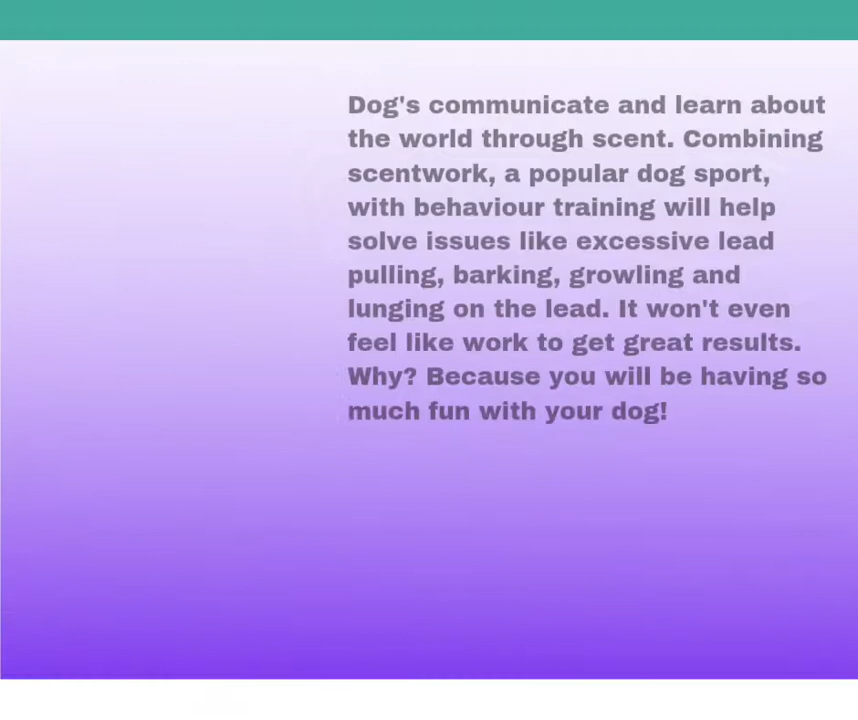 Dog's communicate and learn about
the world through scent. Combining
scentwork, a popular dog sport,
with behaviour training will help
solve issues like excessive lead
pulling, barking, growling and
lunging on the lead. It won't even
feel like work to get great results.
Why? Because you will be having so
much fun with your dog!